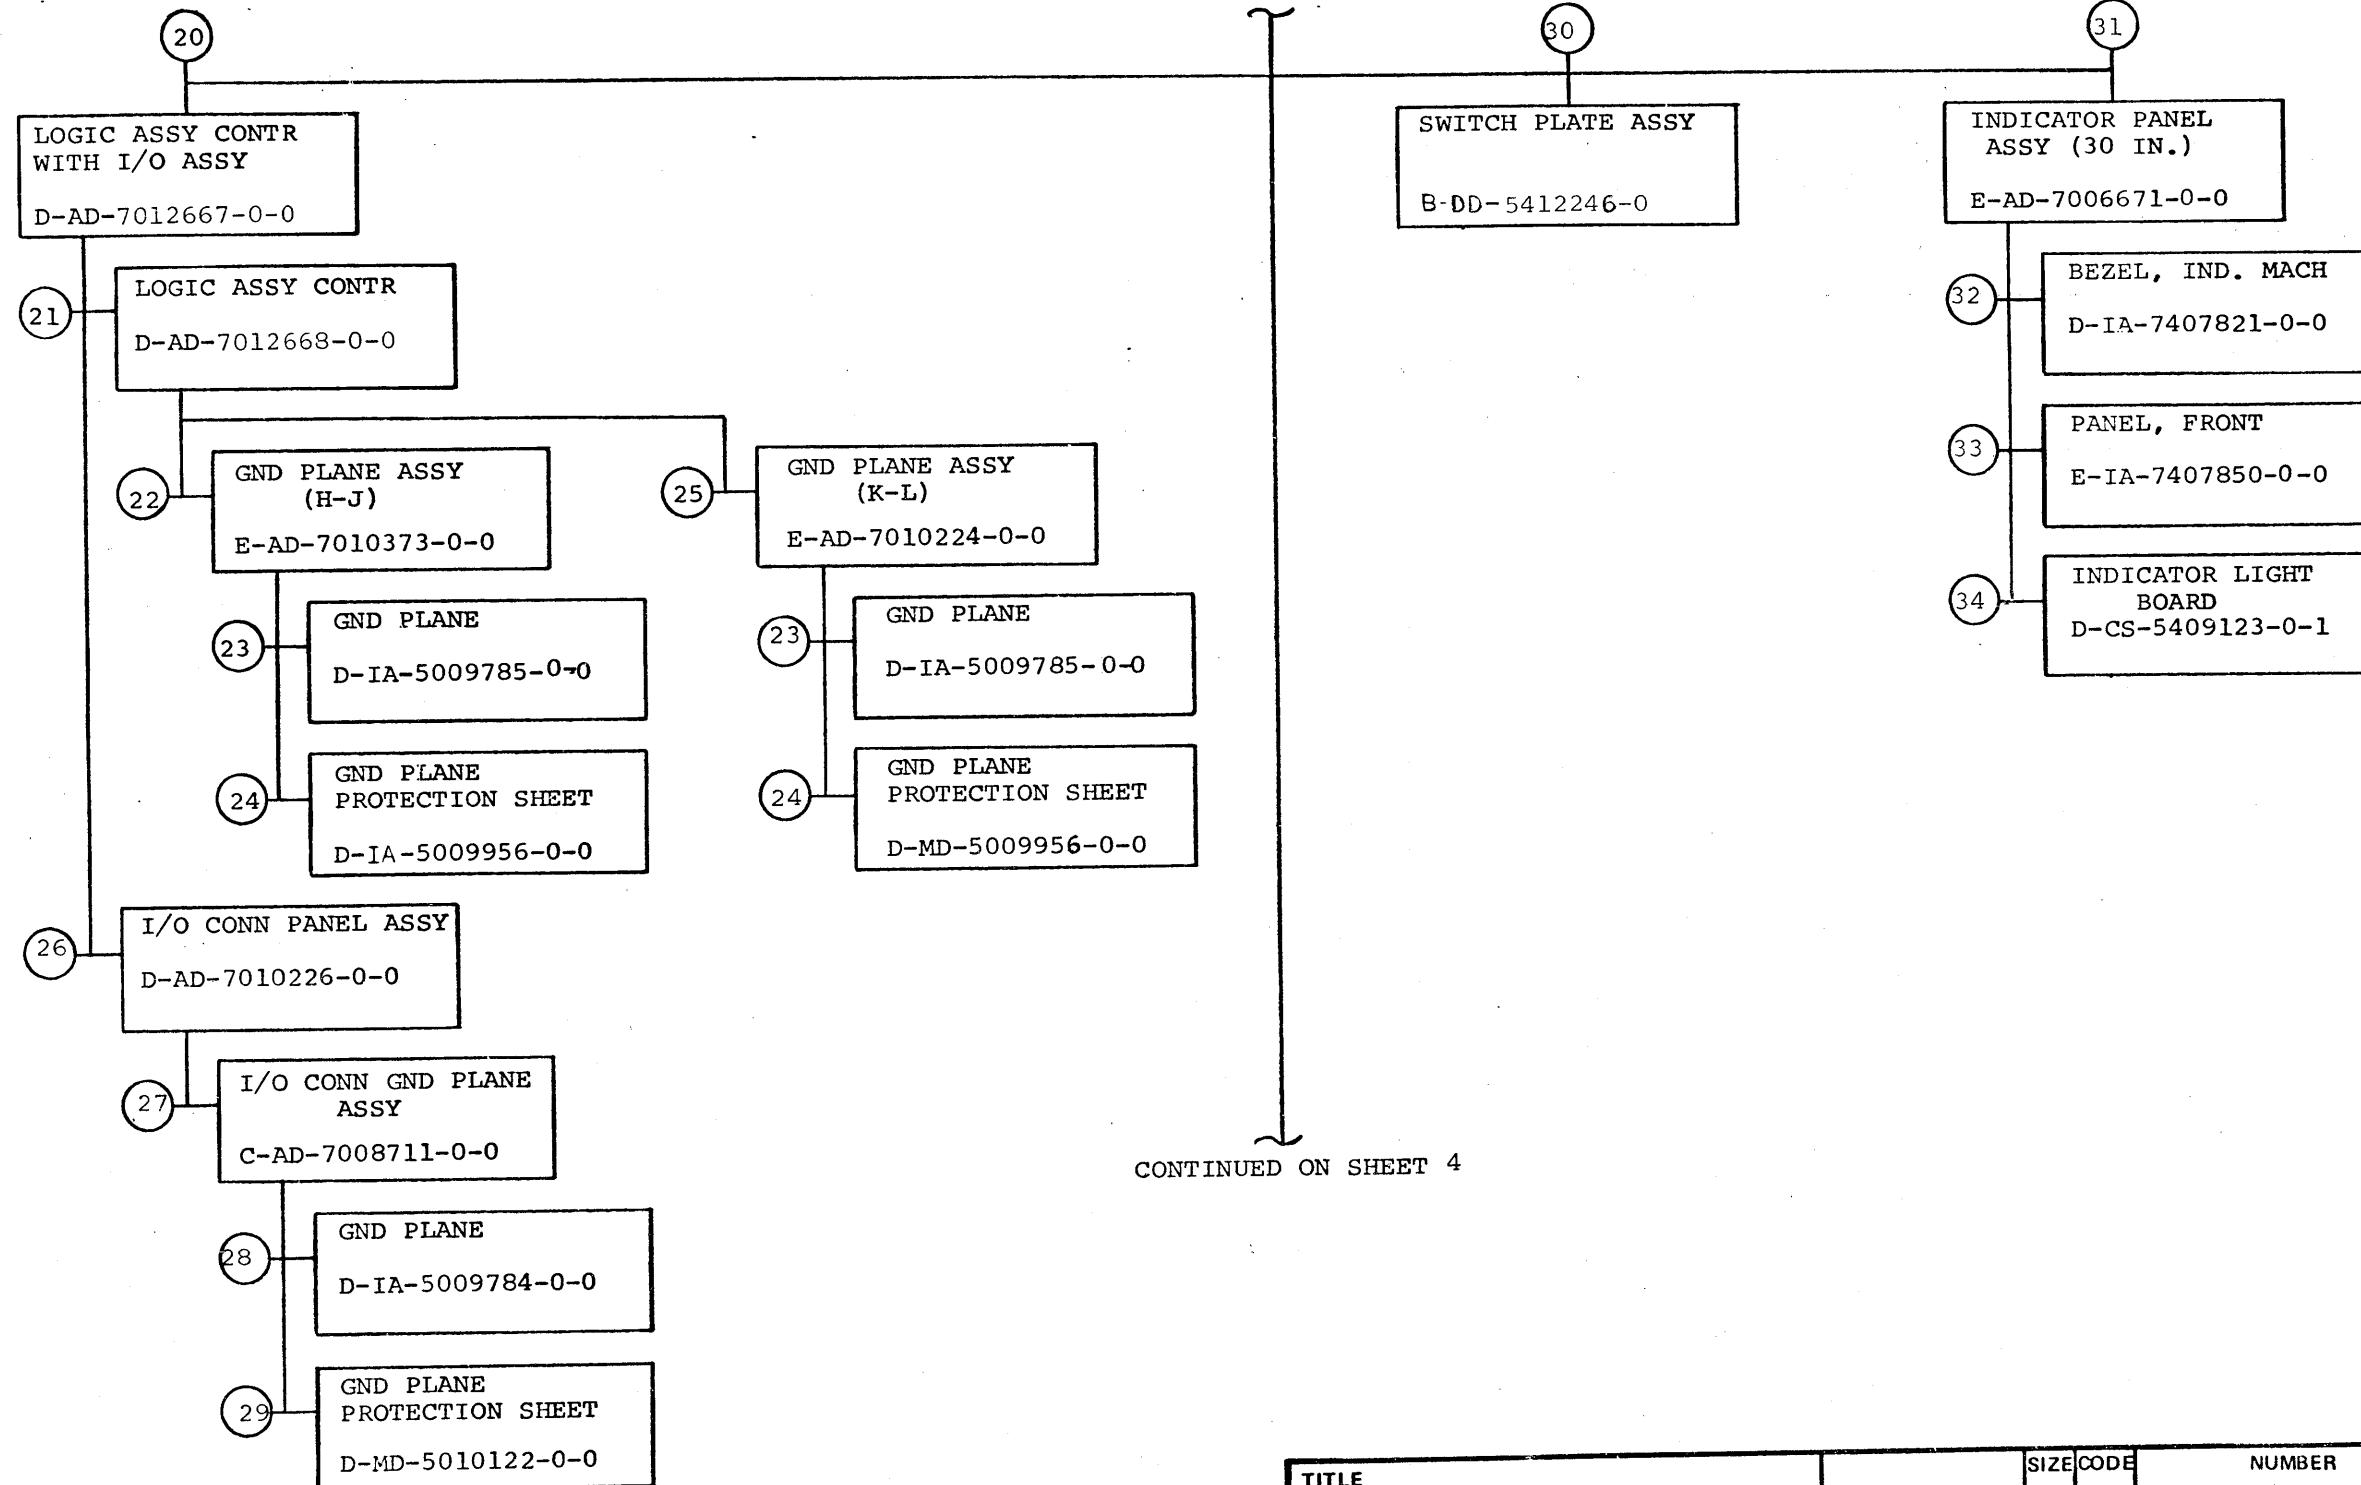 20
LOGIC ASSY CONTR
WITH I/O ASSY
D-AD-7012667-0-0
21
LOGIC ASSY CONTR
D-AD-7012668-0-0
22
GND PLANE ASSY
(H-J)
E-AD-7010373-0-0
23
GND PLANE
D-IA-5009785-0-0
24
GND PLANE
PROTECTION SHEET
D-IA-5009956-0-0
25
GND PLANE ASSY
(K-L)
E-AD-7010224-0-0
23
GND PLANE
D-IA-5009785-0-0
24
GND PLANE
PROTECTION SHEET
D-MD-5009956-0-0
26
I/O CONN PANEL ASSY
D-AD-7010226-0-0
27
I/O CONN GND PLANE
ASSY
C-AD-7008711-0-0
28
GND PLANE
D-IA-5009784-0-0
29
GND PLANE
PROTECTION SHEET
D-MD-5010122-0-0
30
SWITCH PLATE ASSY
B-DD-5412246-0
31
INDICATOR PANEL
ASSY (30 IN.)
E-AD-7006671-0-0
32
BEZEL, IND. MACH
D-IA-7407821-0-0
33
PANEL, FRONT
E-IA-7407850-0-0
34
INDICATOR LIGHT
BOARD
D-CS-5409123-0-1
CONTINUED ON SHEET 4
TITLE
SIZE CODE NUMBER